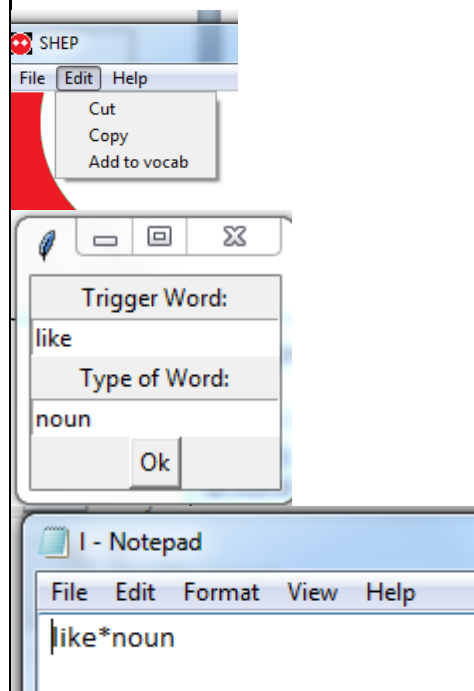 SHEP
File Edit Help
Cut
Copy
Add to vocab
Trigger Word:
like
Type of Word:
noun
Ok
l - Notepad
File Edit Format View Help
like*noun